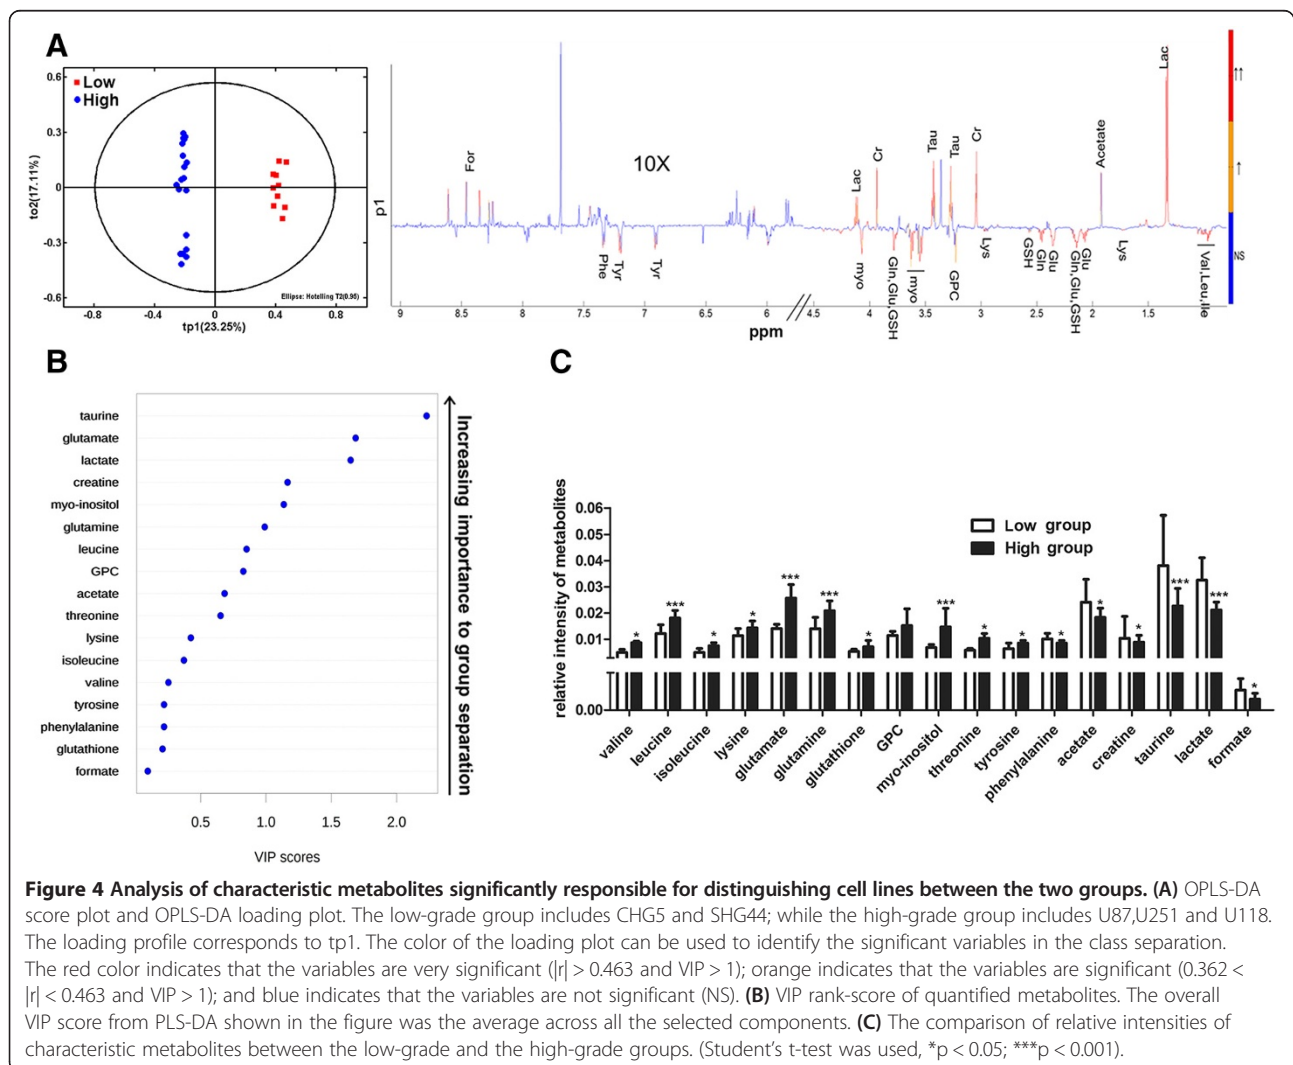 A
0.6
0.3
0
-0.3
-0.6
to2(17.11%)
Low
High
Ellipse: Hotelling T2(0.95)
-0.8
-0.4
0
0.4
0.8
tp1(23.25%)
p1
10X
For
Lac
Cr
Tau
Tau
Cr
Acetate
Lac
Phe
Tyr
Tyr
myo
Gln,Glu,GSH
myo
GPC
Lys
GSH
Gln
Glu
Gln,Glu,GSH
Glu
Lys
Val,Leu,Ile
↑↑
↑
NS
9
8.5
8
7.5
7
6.5
6
4.5
4
3.5
3
2.5
2
1.5
ppm
B
taurine
glutamate
lactate
creatine
myo-inositol
glutamine
leucine
GPC
acetate
threonine
lysine
isoleucine
valine
tyrosine
phenylalanine
glutathione
formate
0.5
1.0
1.5
2.0
VIP scores
Increasing importance to group separation
C
relative intensity of metabolites
0.06
0.05
0.04
0.03
0.02
0.01
0.00
Low group
High group
*
***
*
*
***
***
*
***
*
*
*
*
*
***
***
*
valine
leucine
isoleucine
lysine
glutamate
glutamine
glutathione
GPC
myo-inositol
threonine
tyrosine
phenylalanine
acetate
creatine
taurine
lactate
formate
Figure 4 Analysis of characteristic metabolites significantly responsible for distinguishing cell lines between the two groups. (A) OPLS-DA
score plot and OPLS-DA loading plot. The low-grade group includes CHG5 and SHG44; while the high-grade group includes U87,U251 and U118.
The loading profile corresponds to tp1. The color of the loading plot can be used to identify the significant variables in the class separation.
The red color indicates that the variables are very significant (|r| > 0.463 and VIP > 1); orange indicates that the variables are significant (0.362 <
|r| < 0.463 and VIP > 1); and blue indicates that the variables are not significant (NS). (B) VIP rank-score of quantified metabolites. The overall
VIP score from PLS-DA shown in the figure was the average across all the selected components. (C) The comparison of relative intensities of
characteristic metabolites between the low-grade and the high-grade groups. (Student's t-test was used, *p < 0.05; ***p < 0.001).